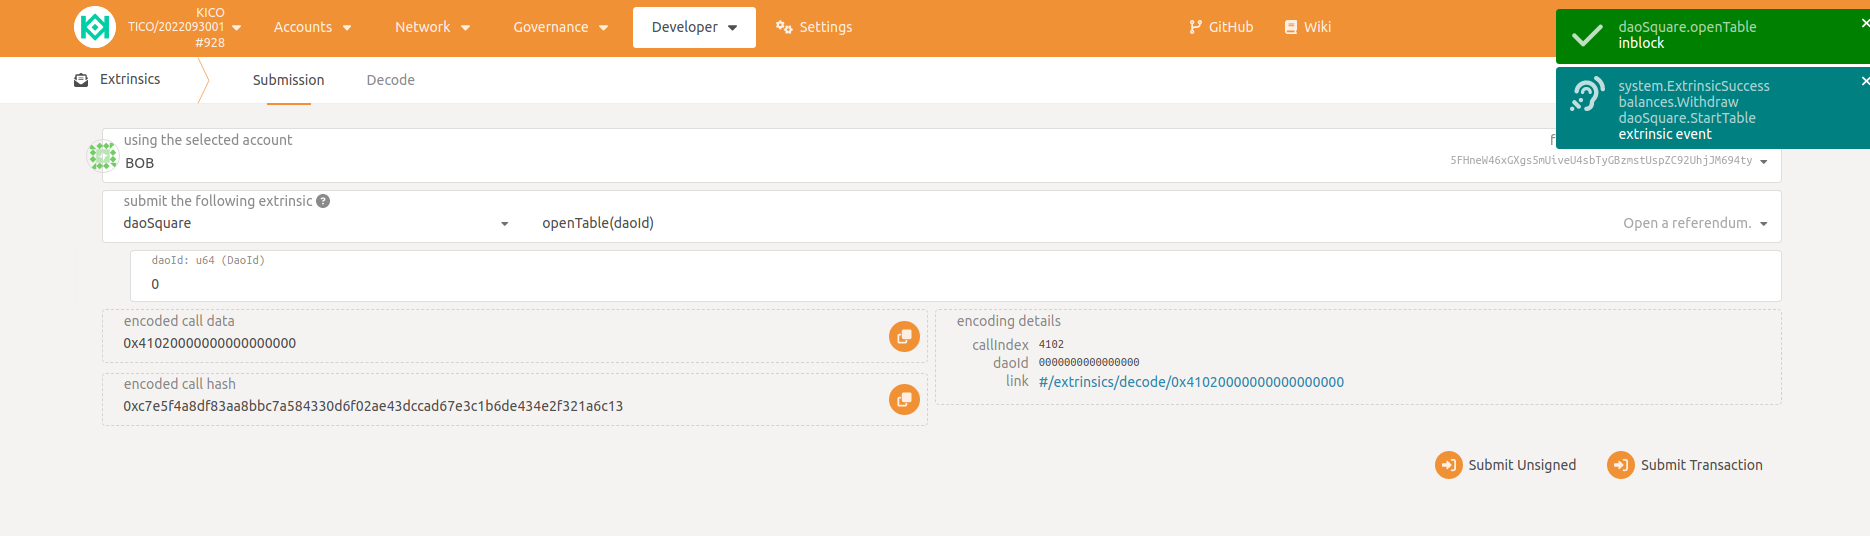 KICO
TICO/2022093001
#928
Accounts
Network
Governance
Developer
Settings
GitHub
Wiki
daoSquare.openTable
inblock
system.ExtrinsicSuccess
balances.Withdraw
daoSquare.StartTable
extrinsic event
Extrinsics
Submission
Decode
using the selected account
BOB
5FHneW46xGXgs5mUiveU4sbTyGBzmstUspZC92UhjJM694ty
submit the following extrinsic ?
daoSquare
openTable(daoId)
Open a referendum.
daoId: u64 (DaoId)
0
encoded call data
0x41020000000000000000
encoded call hash
0xc7e5f4a8df83aa8bbc7a584330d6f02ae43dccad67e3c1b6de434e2f321a6c13
encoding details
callIndex 4102
daoId 0000000000000000
link #/extrinsics/decode/0x41020000000000000000
Submit Unsigned
Submit Transaction